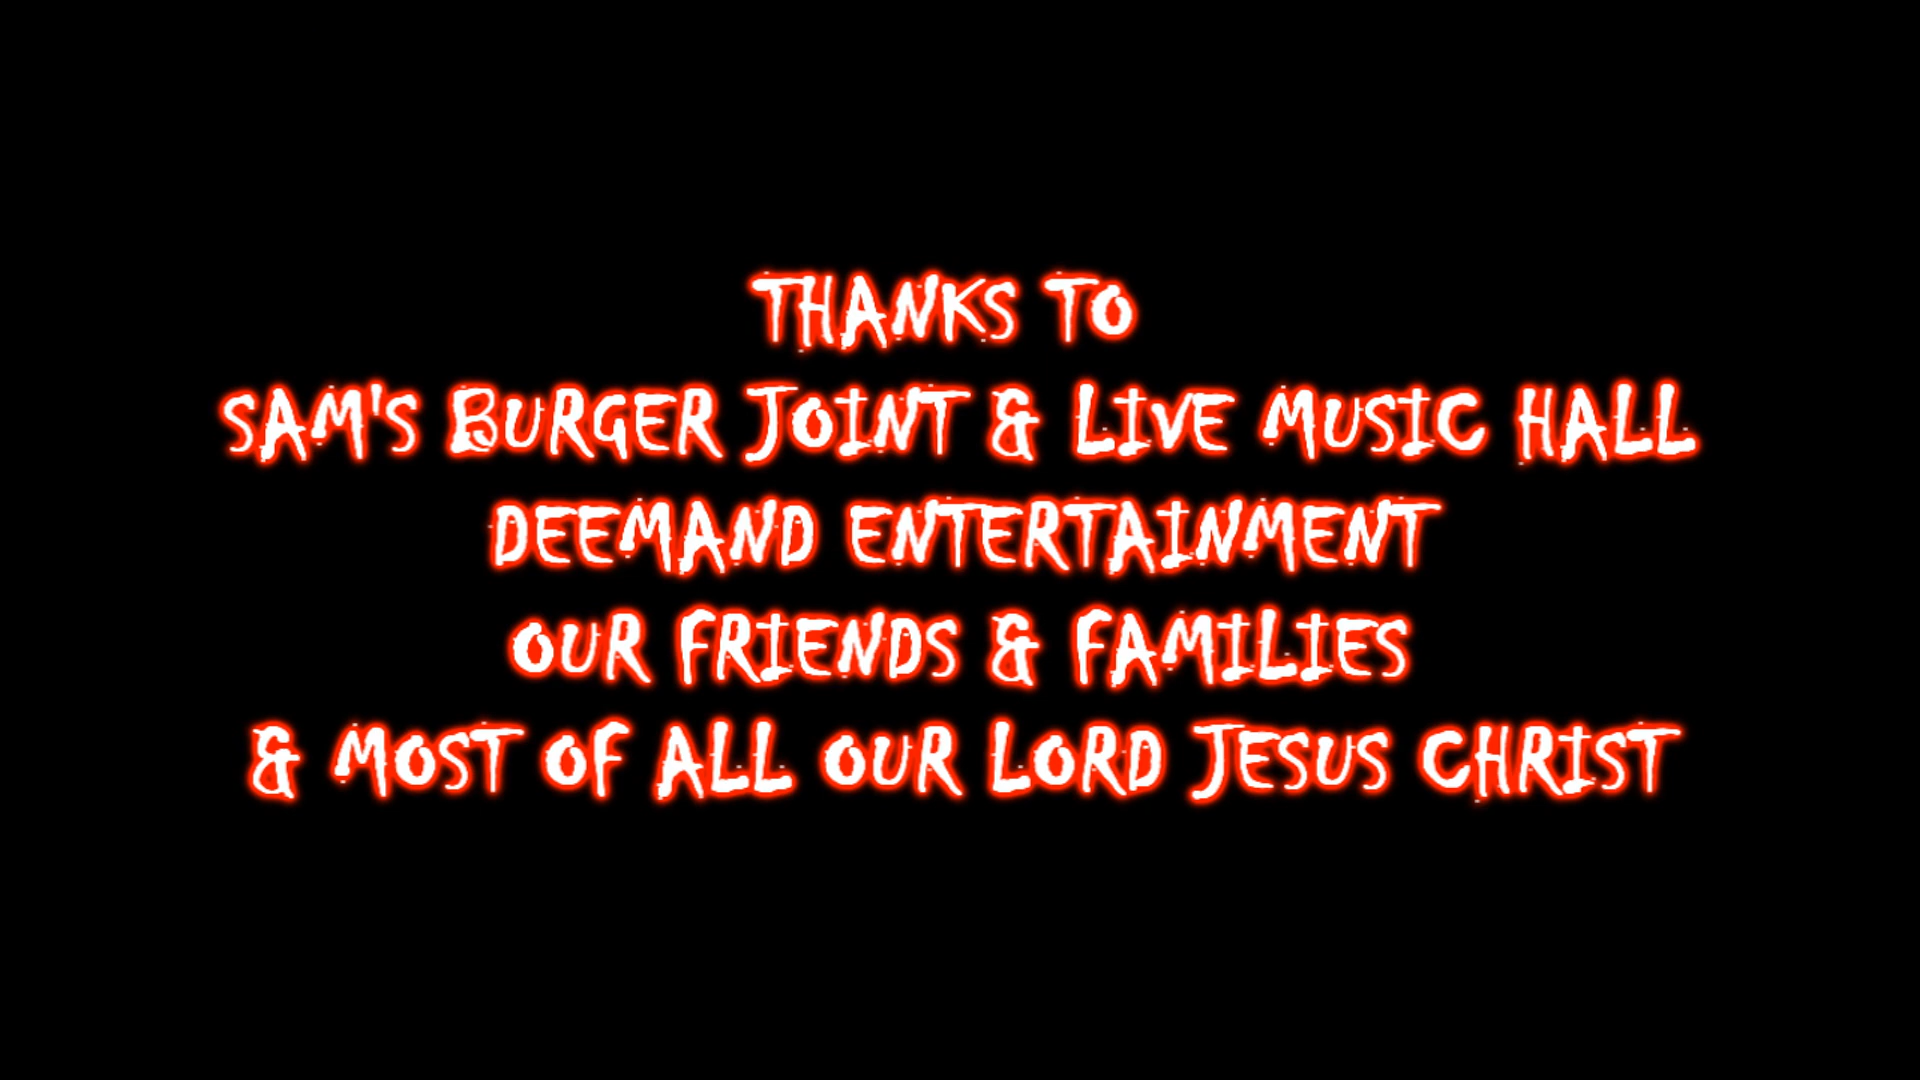 THANKS TO
SAM'S BURGER JOINT & LIVE MUSIC HALL
DEEMAND ENTERTAINMENT
OUR FRIENDS & FAMILIES
& MOST OF ALL OUR LORD JESUS CHRIST